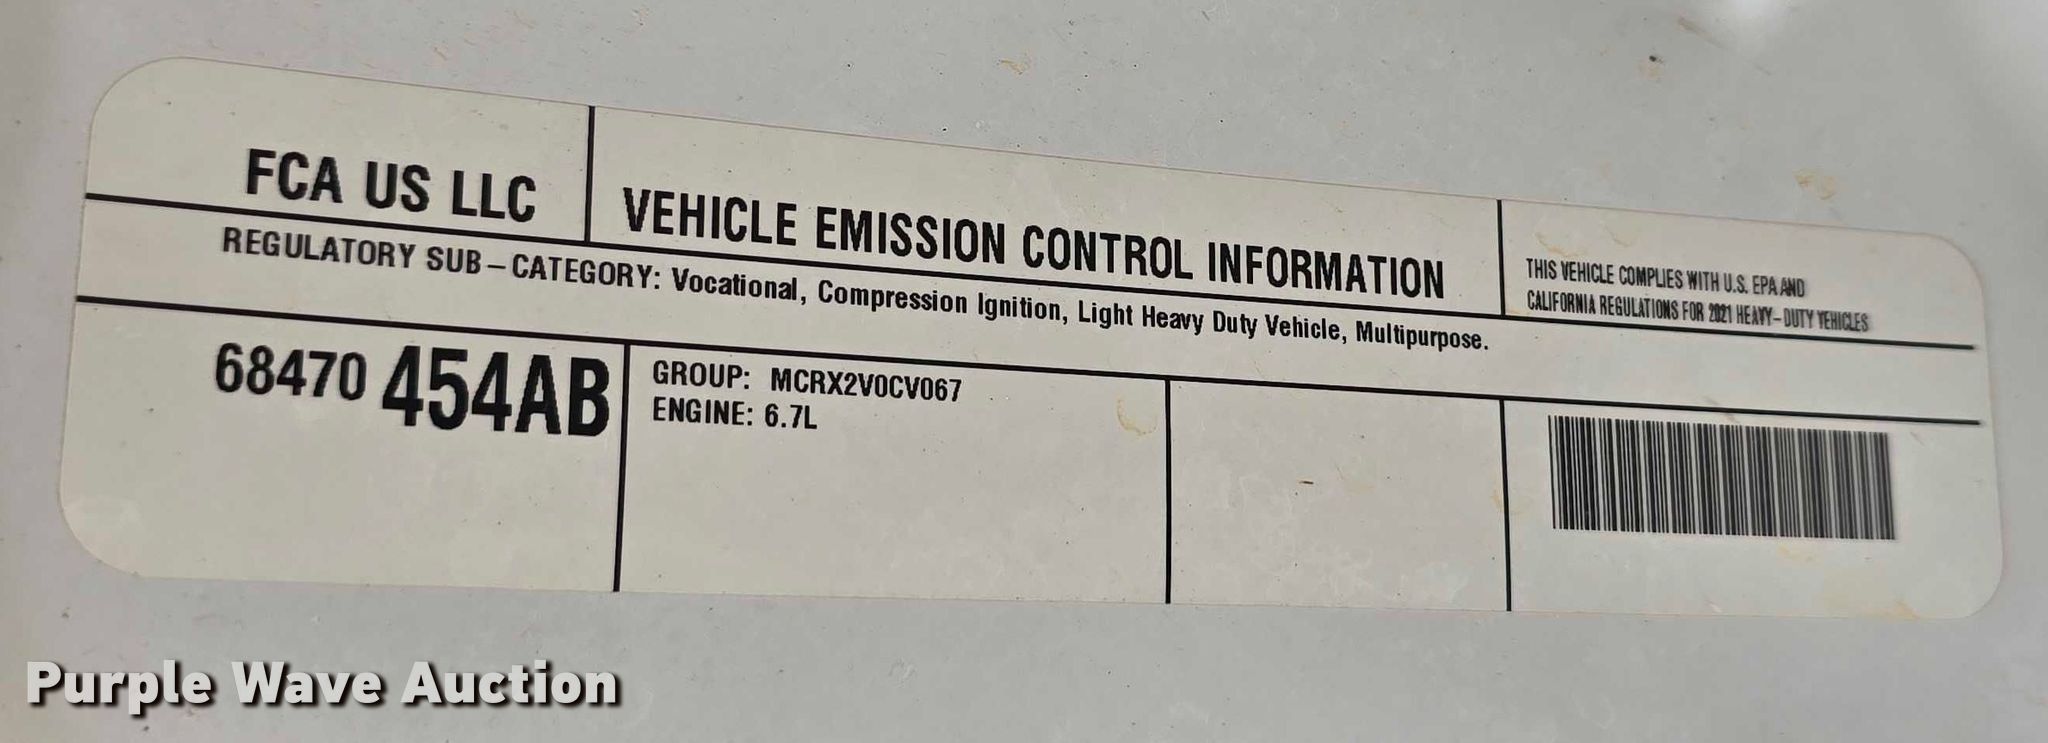 FCA US LLC
VEHICLE EMISSION CONTROL INFORMATION
THIS VEHICLE COMPLIES WITH U.S. EPA AND
CALIFORNIA REGULATIONS FOR 2021 HEAVY-DUTY VEHICLES
REGULATORY SUB-CATEGORY: Vocational, Compression Ignition, Light Heavy Duty Vehicle, Multipurpose.
68470 454AB
GROUP: MCRX2V0CV067
ENGINE: 6.7L
Purple Wave Auction